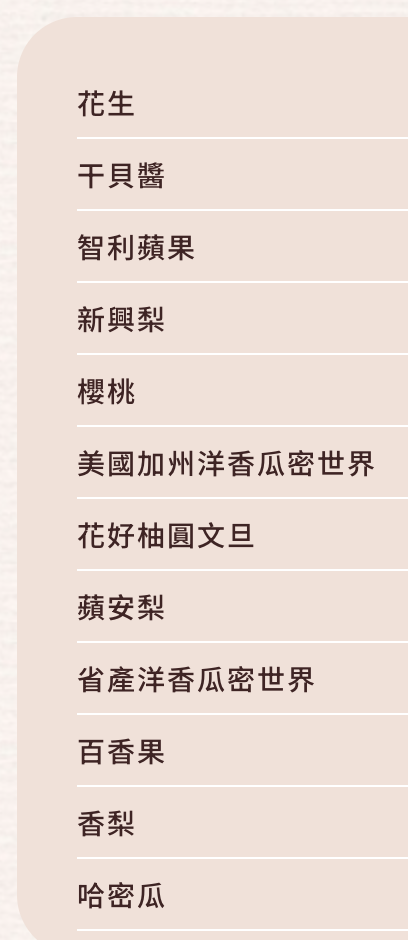 花生
干貝醬
智利蘋果
新興梨
櫻桃
美國加州洋香瓜密世界
花好柚圓文旦
蘋安梨
省產洋香瓜密世界
百香果
香梨
哈密瓜